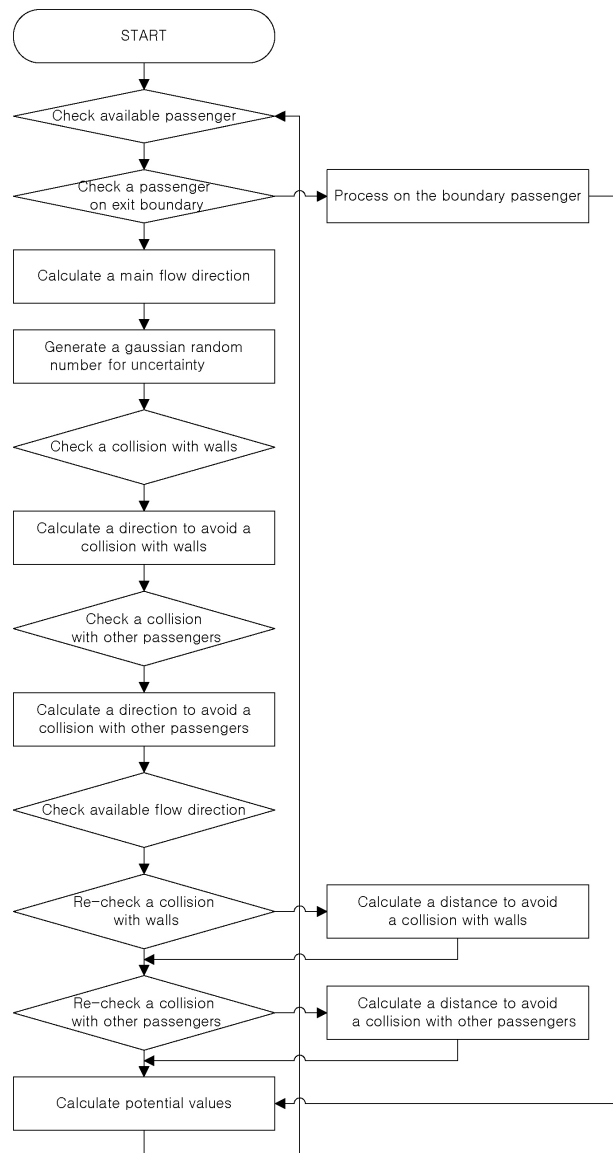 START
Check available passenger
Check a passenger
on exit boundary
Process on the boundary passenger
Calculate a main flow direction
Generate a gaussian random
number for uncertainty
Check a collision with walls
Calculate a direction to avoid a
collision with walls
Check a collision
with other passengers
Calculate a direction to avoid a
collision with other passengers
Check available flow direction
Re-check a collision
with walls
Calculate a distance to avoid
a collision with walls
Re-check a collision
with other passengers
Calculate a distance to avoid
a collision with other passengers
Calculate potential values